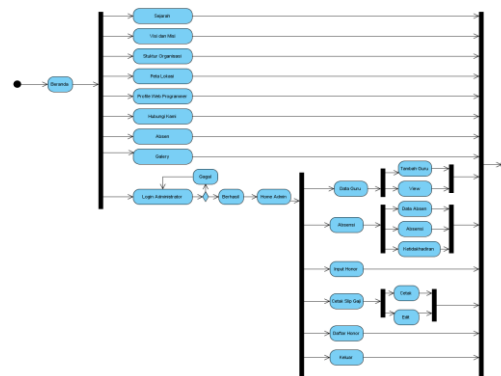 Sejarah
Visi dan Misi
Struktur Organisasi
Peta Lokasi
Beranda
Profile Web Programmer
Hubungi Kami
Absen
Galery
Gagal
Login Administrator
Berhasil
Home Admin
Data Guru
Tambah Guru
View
Absensi
Data Absen
Absensi
Ketidakhadiran
Input Honor
Cetak Slip Gaji
Cetak
Edit
Daftar Honor
Keluar